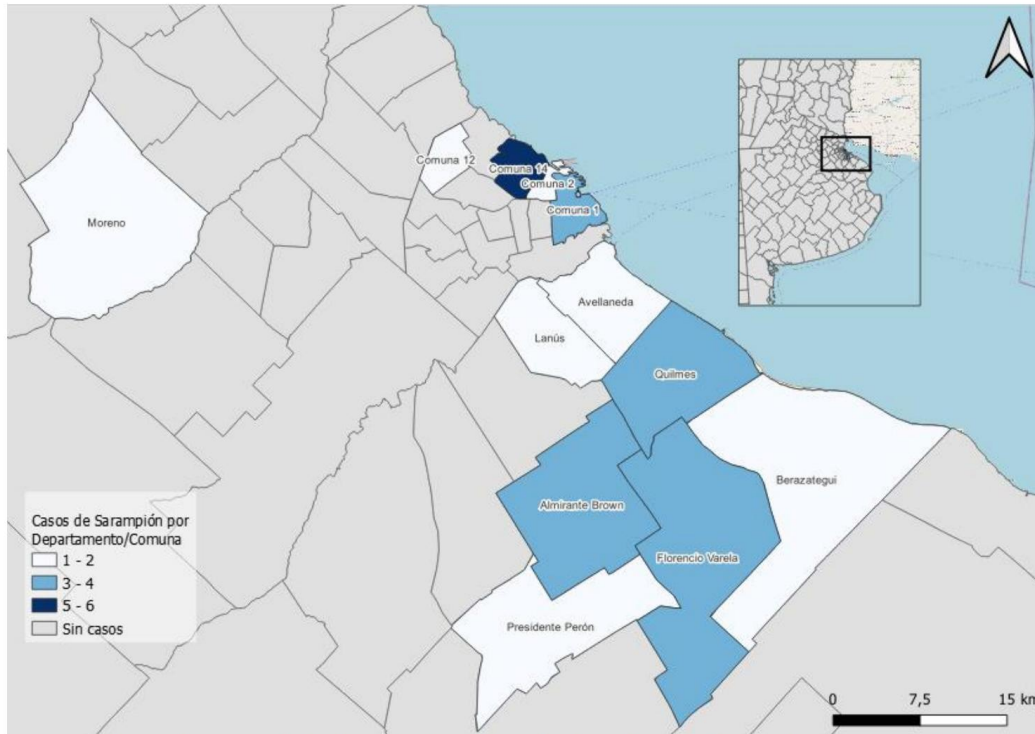 Comuna 12
Comuna 14
Comuna 2
Comuna 1
Moreno
Avellaneda
Lanús
Quilmes
Berazategui
Almirante Brown
Florencio Varela
Presidente Perón
Casos de Sarampión por
Departamento/Comuna
1 - 2
3 - 4
5 - 6
Sin casos
0 7,5 15 km